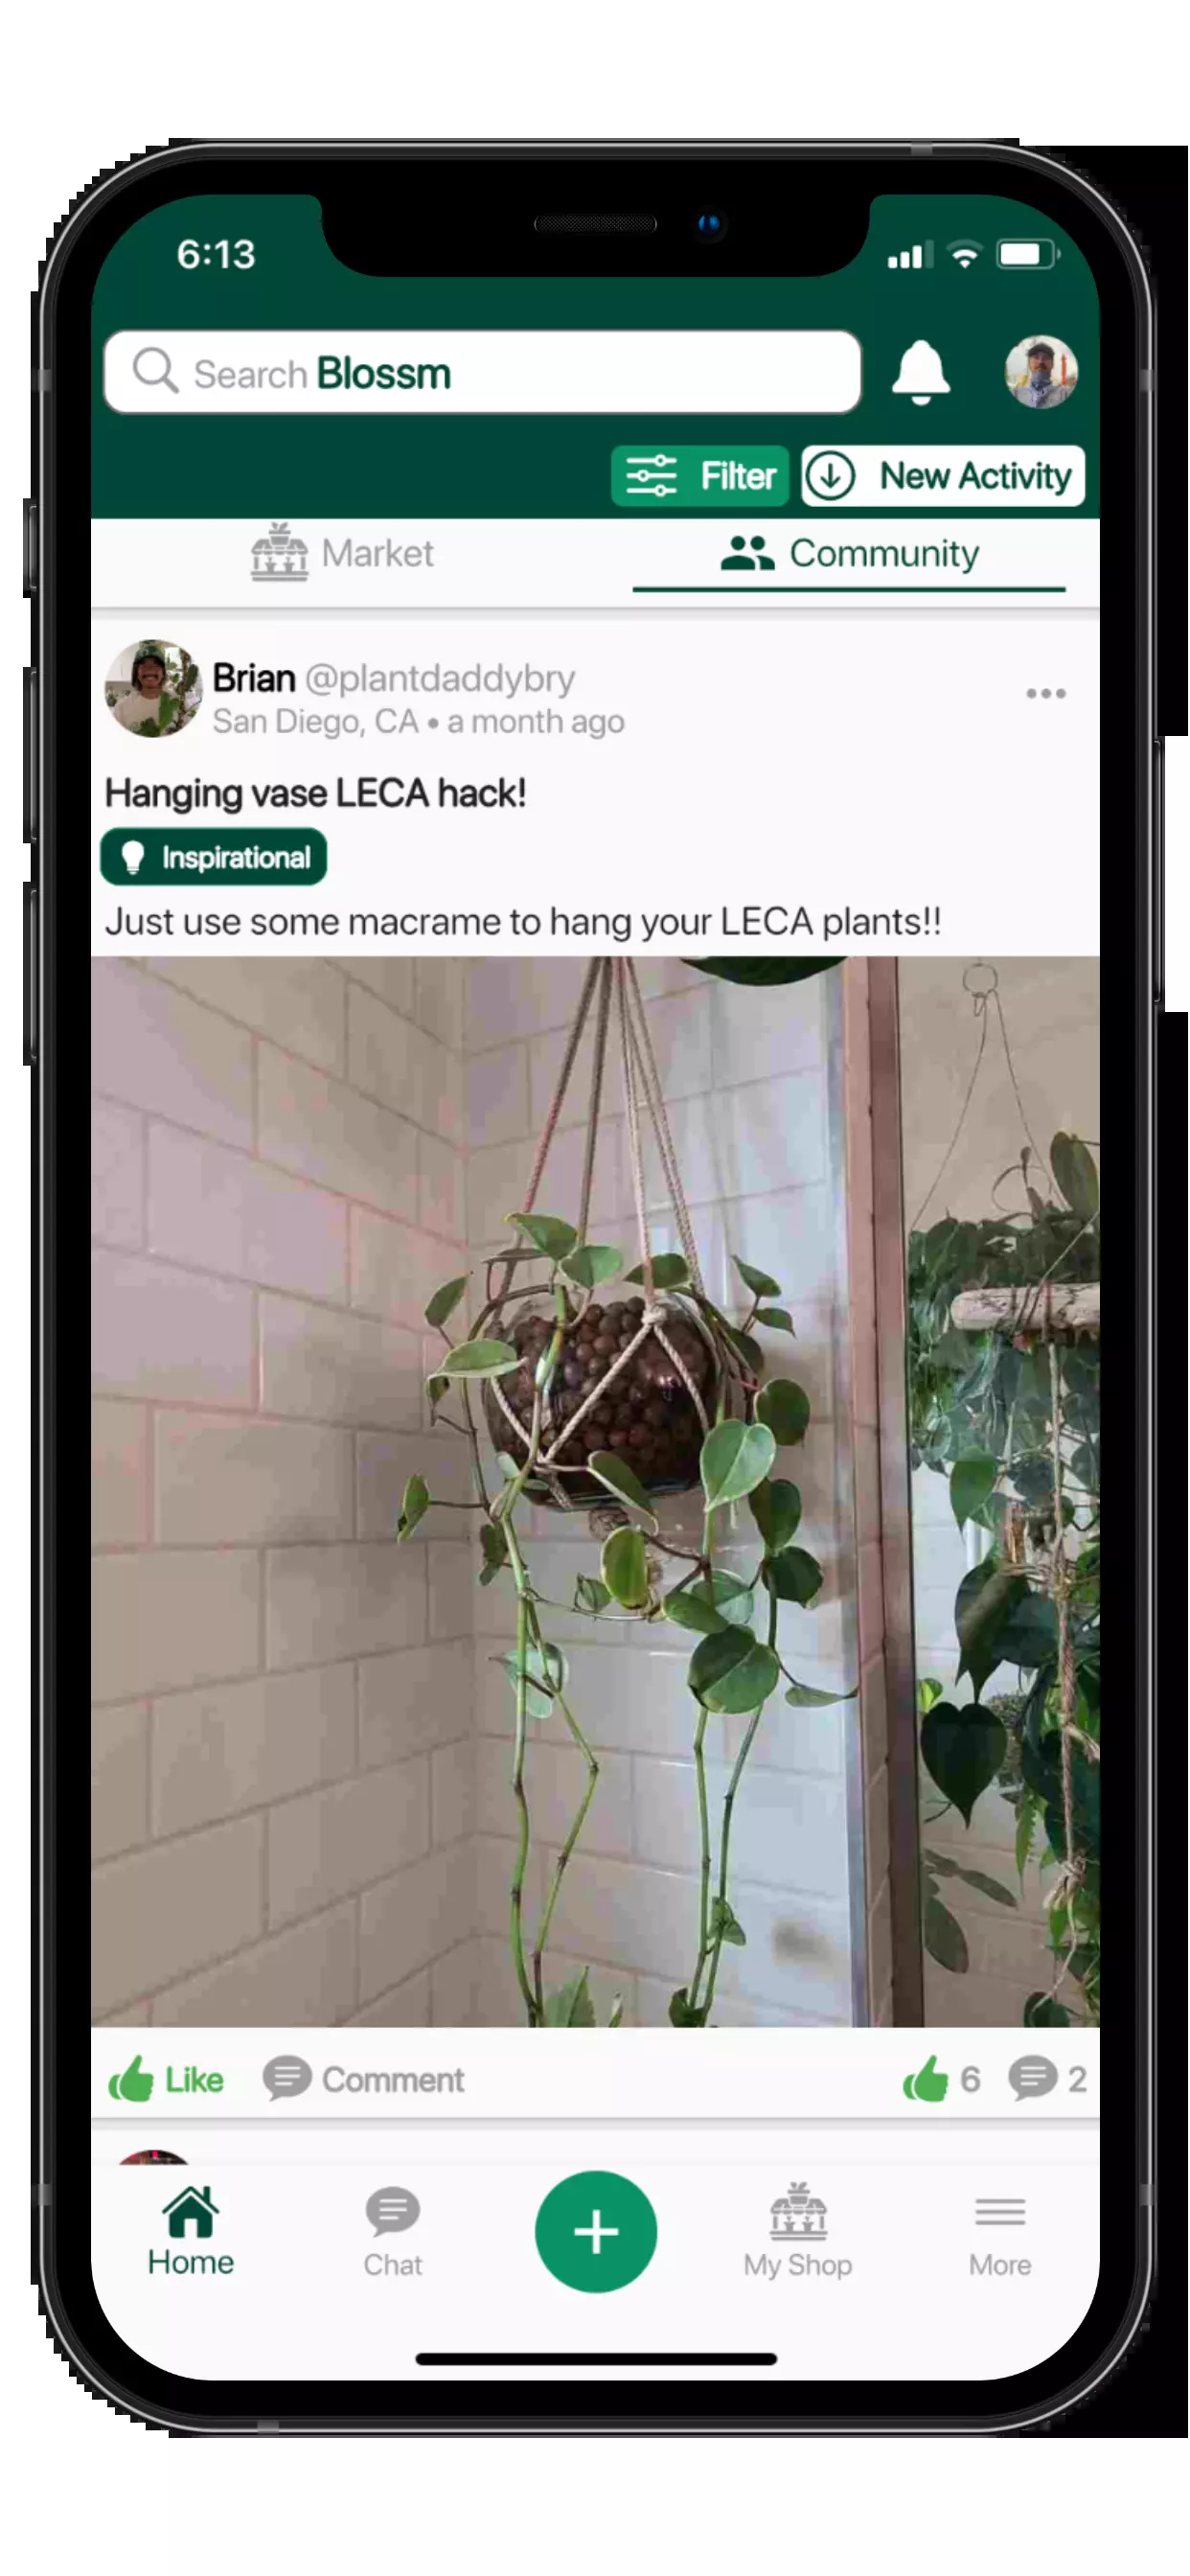 6:13
Search Blossm
Filter
New Activity
Market
Community
Brian @plantdaddybry
San Diego, CA • a month ago
Hanging vase LECA hack!
Inspirational
Just use some macrame to hang your LECA plants!!
Like
Comment
6
2
Home
Chat
My Shop
More